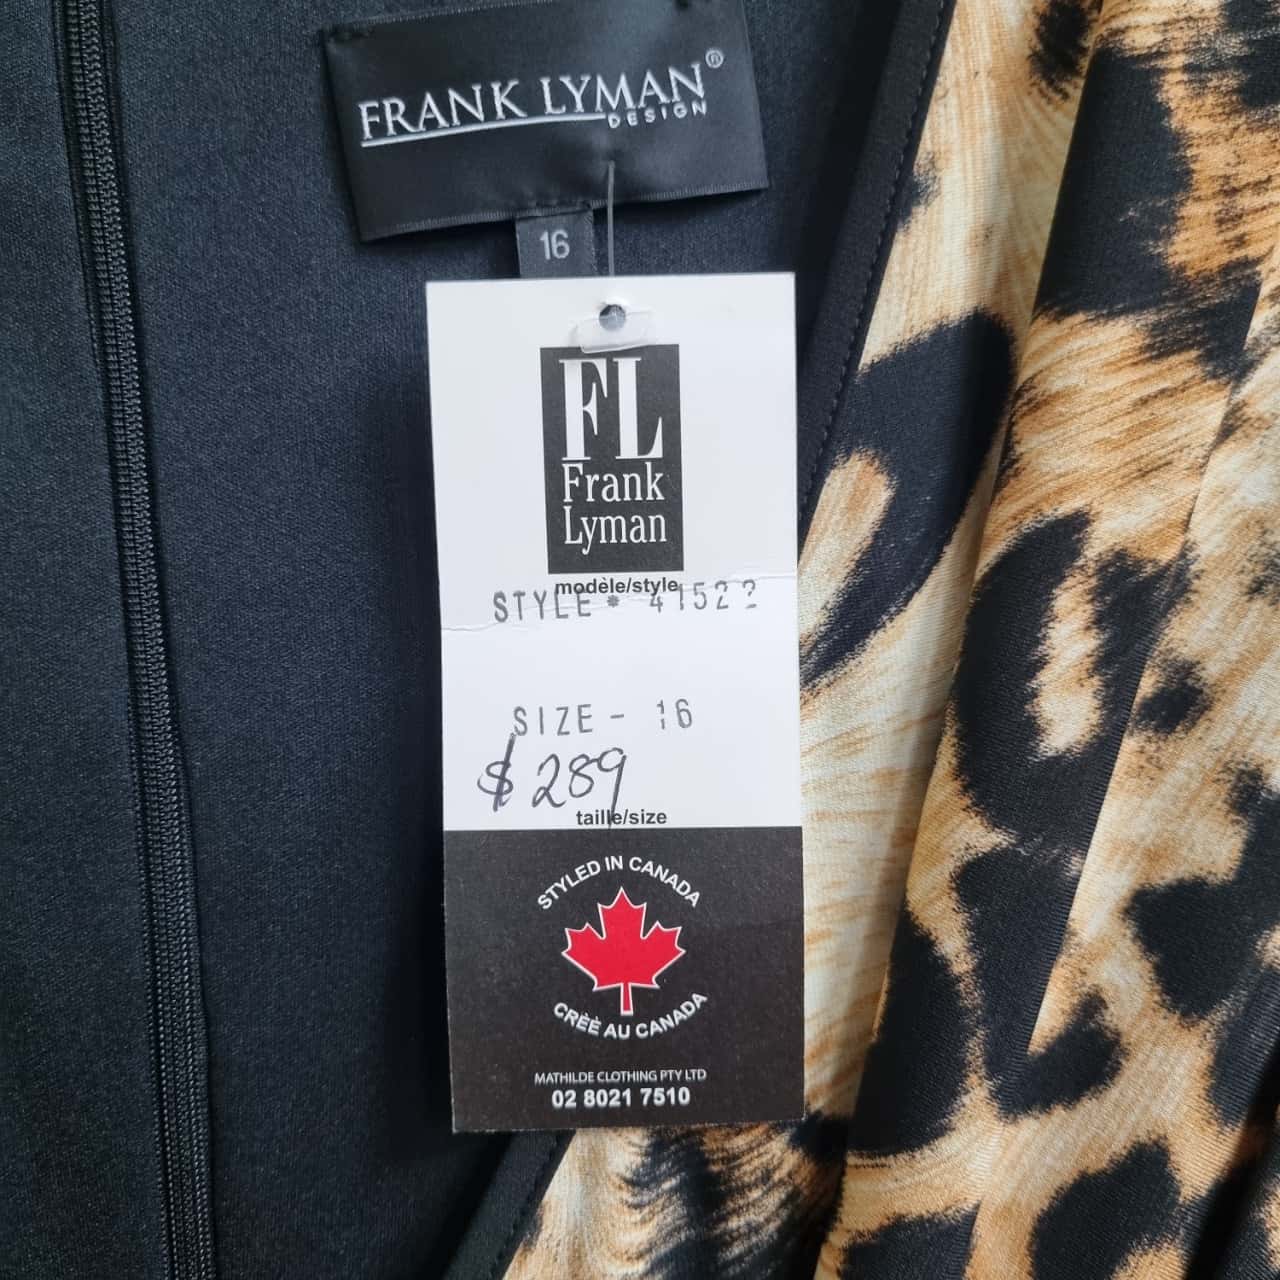 FRANK LYMAN®
DESIGN
16
FL
Frank
Lyman
modèle/style
STYLE* 41522
SIZE - 16
$289
taille/size
STYLED IN CANADA
CRÈÈ AU CANADA
MATHILDE CLOTHING PTY LTD
02 8021 7510